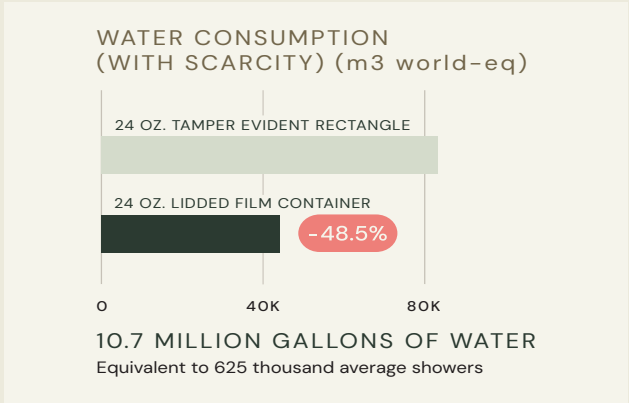 WATER CONSUMPTION
(WITH SCARCITY) (m3 world-eq)
24 OZ. TAMPER EVIDENT RECTANGLE
24 OZ. LIDDED FILM CONTAINER
-48.5%
0 40K 80K
10.7 MILLION GALLONS OF WATER
Equivalent to 625 thousand average showers